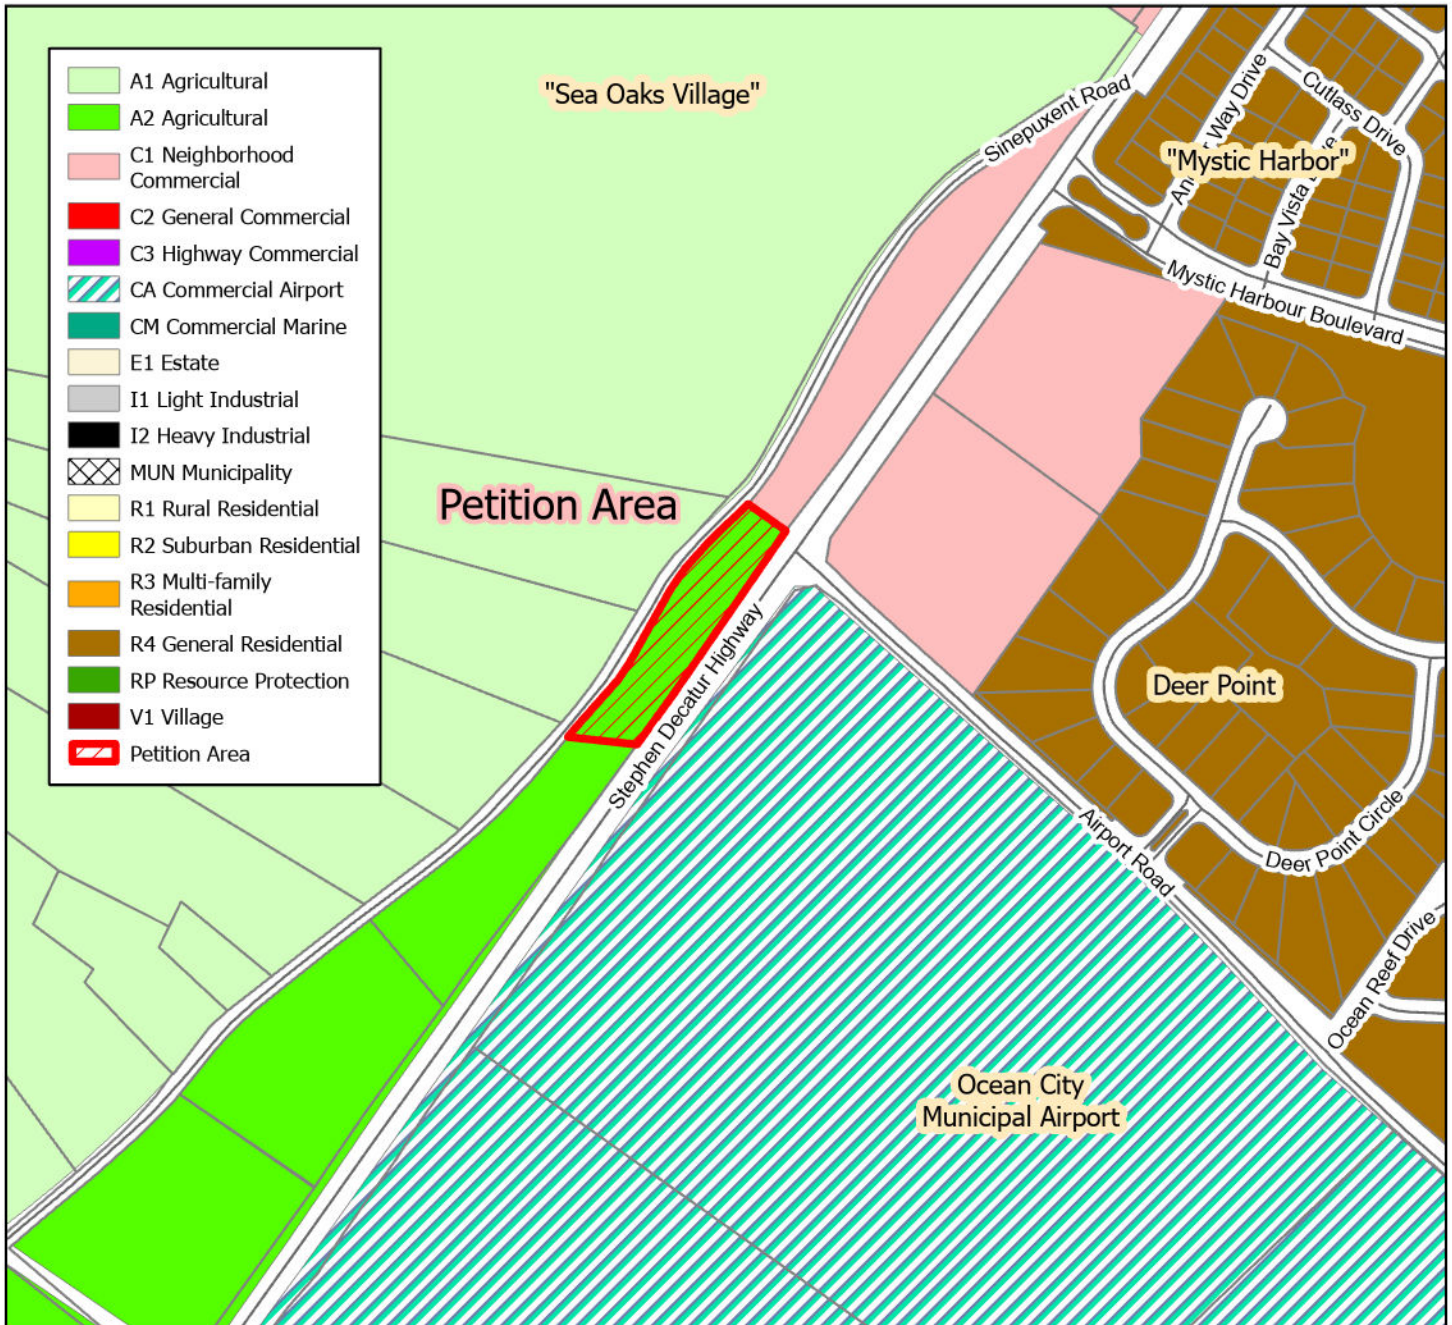 A1 Agricultural
A2 Agricultural
C1 Neighborhood
Commercial
C2 General Commercial
C3 Highway Commercial
CA Commercial Airport
CM Commercial Marine
E1 Estate
I1 Light Industrial
I2 Heavy Industrial
MUN Municipality
R1 Rural Residential
R2 Suburban Residential
R3 Multi-family
Residential
R4 General Residential
RP Resource Protection
V1 Village
Petition Area
"Sea Oaks Village"
Sinepuxent Road
Way Drive
Cutlass Drive
"Mystic Harbor"
Bay Vista
Mystic Harbour Boulevard
Petition Area
Stephen Decatur Highway
Deer Point
Airport Road
Deer Point Circle
Ocean Reef Drive
Ocean City
Municipal Airport